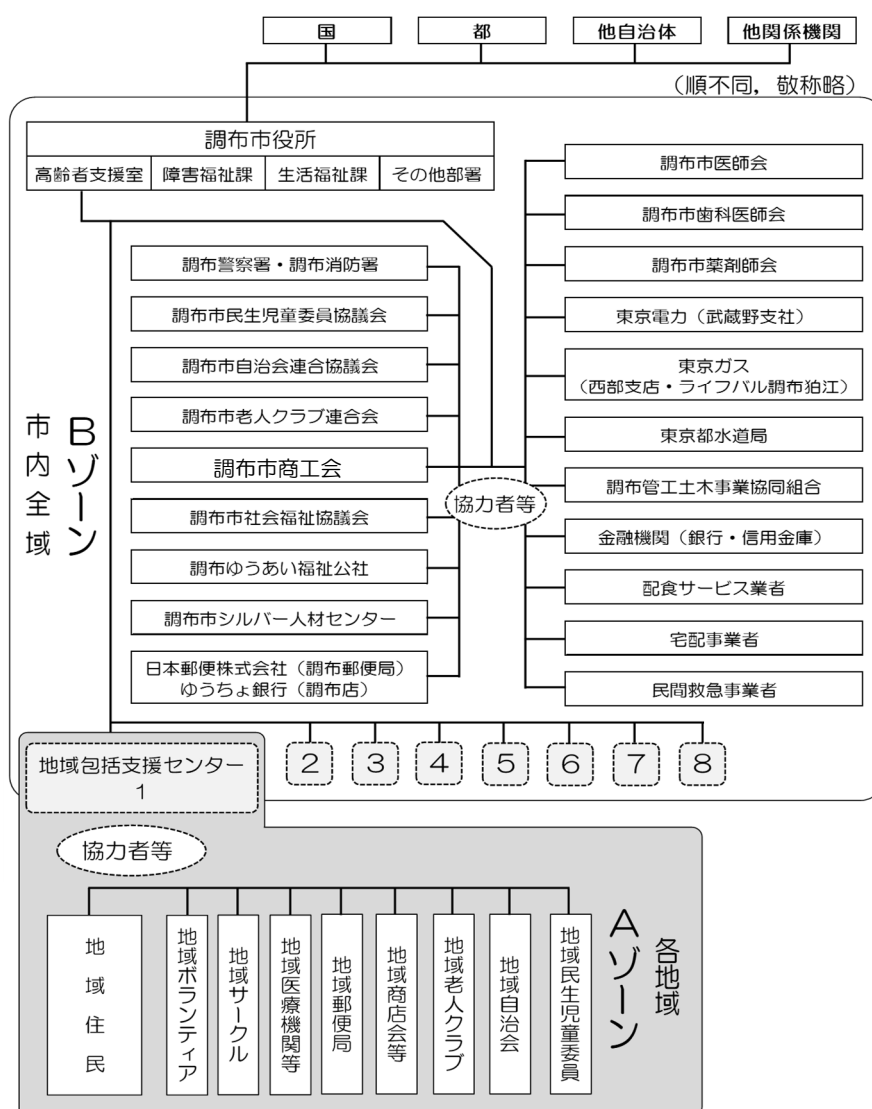 国
都
他自治体
他関係機関
（順不同，敬称略）
調布市役所
高齢者支援室
障害福祉課
生活福祉課
その他部署
調布警察署・調布消防署
調布市民生児童委員協議会
調布市自治会連合協議会
調布市老人クラブ連合会
調布市商工会
調布市社会福祉協議会
調布ゆうあい福祉公社
調布市シルバー人材センター
日本郵便株式会社（調布郵便局）
ゆうちょ銀行（調布店）
協力者等
調布市医師会
調布市歯科医師会
調布市薬剤師会
東京電力（武蔵野支社）
東京ガス
（西部支店・ライフバル調布狛江）
東京都水道局
調布管工土木事業協同組合
金融機関（銀行・信用金庫）
配食サービス業者
宅配事業者
民間救急事業者
Bゾーン
市内全域
地域包括支援センター
1
2
3
4
5
6
7
8
協力者等
地域住民
地域ボランティア
地域サークル
地域医療機関等
地域郵便局
地域商店会等
地域老人クラブ
地域自治会
地域民生児童委員
Aゾーン
各地域